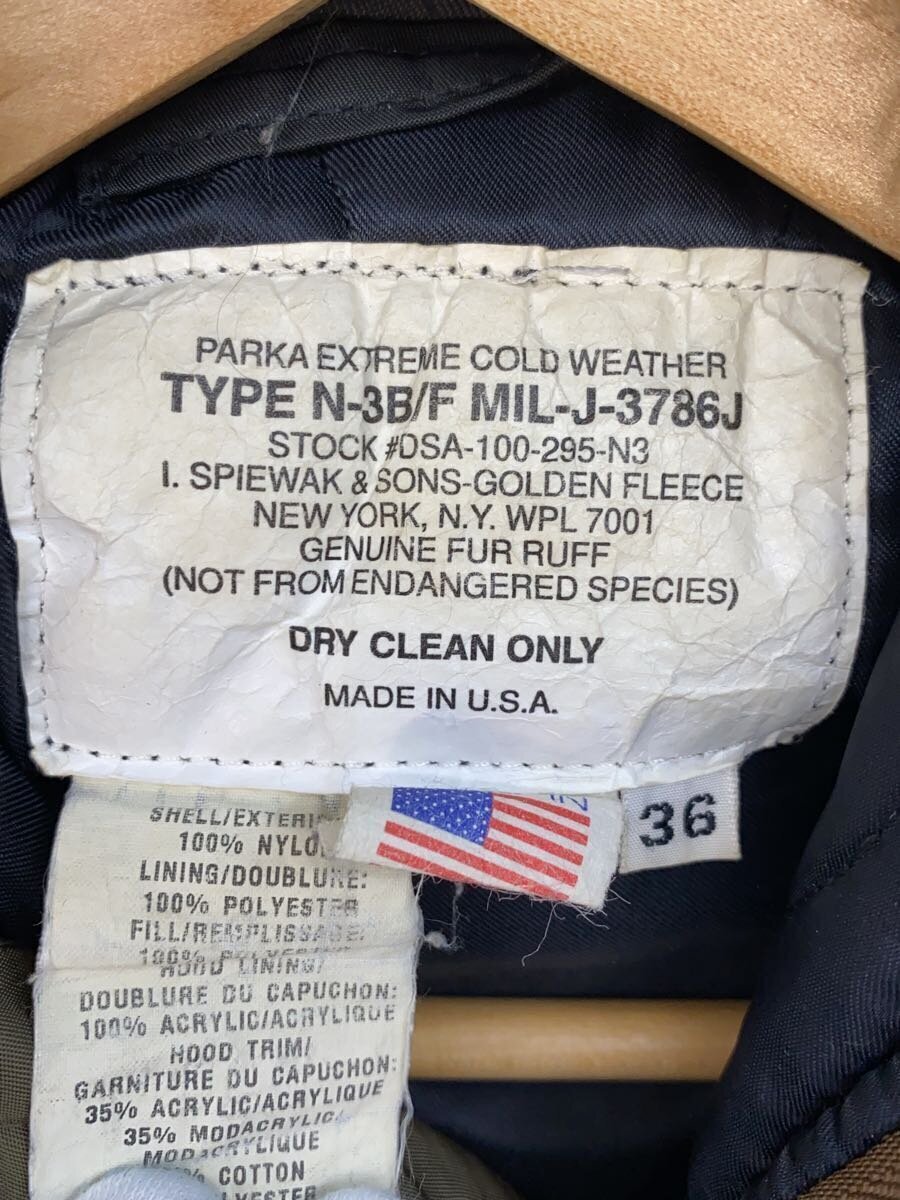 PARKA EXTREME COLD WEATHER
TYPE N-3B/F MIL-J-3786J
STOCK #DSA-100-295-N3
I. SPIEWAK & SONS-GOLDEN FLEECE
NEW YORK, N.Y. WPL 7001
GENUINE FUR RUFF
(NOT FROM ENDANGERED SPECIES)
DRY CLEAN ONLY
MADE IN U.S.A.
36
100%
LINING/DOUBLURE:
100% POLYESTER
FILL/REMPLISSAGE:
100% POLYESTER
HOOD LINING/
DOUBLURE DU CAPUCHON:
100% ACRYLIC/ACRYLIQUE
HOOD TRIM/
GARNITURE DU CAPUCHON:
35% ACRYLIC/ACRYLIQUE
35% MODACRYLIC/
MODACRYLIQUE
COTTON